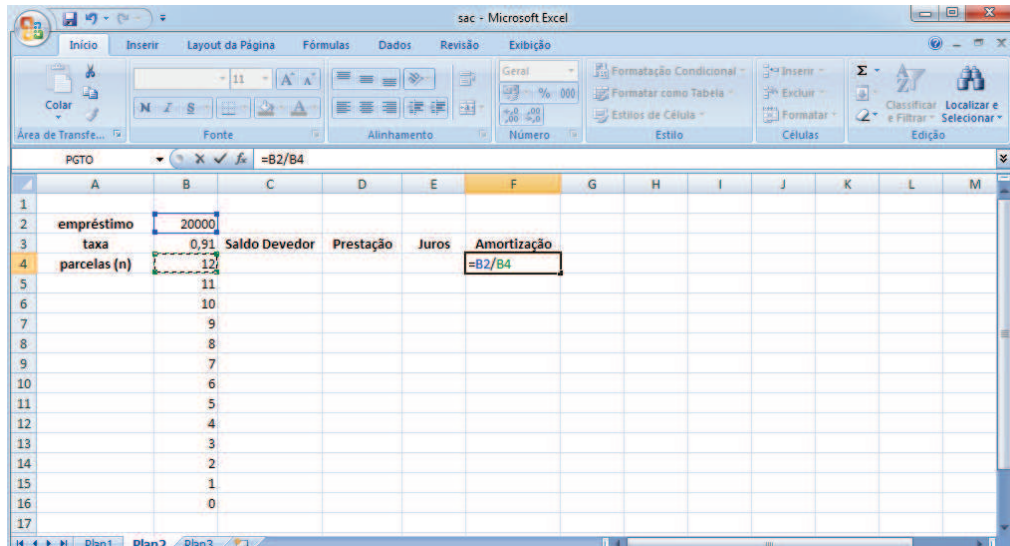 sac - Microsoft Excel
Início Inserir Layout da Página Fórmulas Dados Revisão Exibição
Colar
11 A A
N I S A
Geral
% 000
Formatação Condicional
Formatar como Tabela
Estilos de Célula
Inserir
Excluir
Formatar
Σ
Classificar e Filtrar
Localizar e Selecionar
Área de Transfe... Fonte Alinhamento Número Estilo Células Edição
PGTO fx =B2/B4
A B C D E F G H I J K L M
1
2 empréstimo 20000
3 taxa 0,91 Saldo Devedor Prestação Juros Amortização
4 parcelas (n) 12 =B2/B4
5 11
6 10
7 9
8 8
9 7
10 6
11 5
12 4
13 3
14 2
15 1
16 0
17
Plan1 Plan2 Plan3